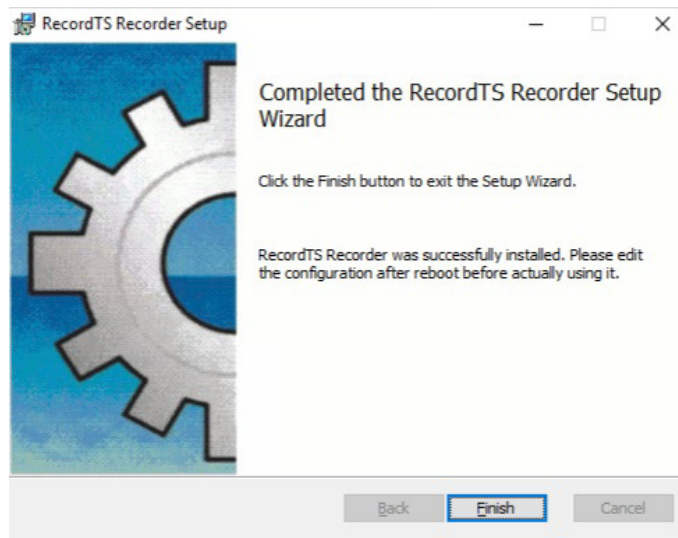 RecordTS Recorder Setup
Completed the RecordTS Recorder Setup
Wizard
Click the Finish button to exit the Setup Wizard.
RecordTS Recorder was successfully installed. Please edit
the configuration after reboot before actually using it.
Back
Finish
Cancel